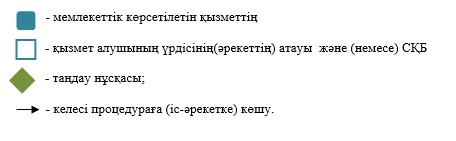 - мемлекеттік көрсетілетін қызметтің
- қызмет алушының үрдісінің(әрекеттің) атауы және (немесе) СҚБ
- таңдау нұсқасы;
- келесі процедураға (іс-әрекетке) көшу.